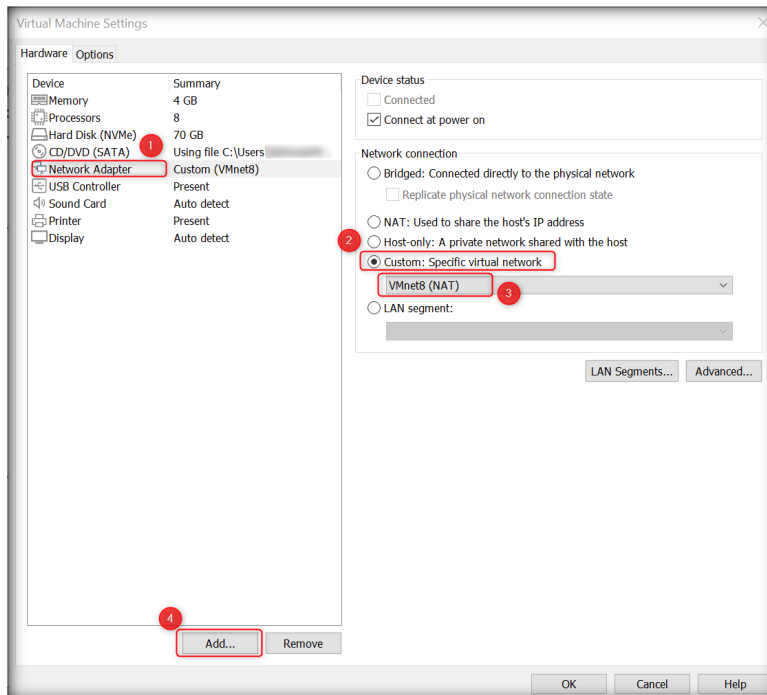 Virtual Machine Settings
Hardware Options
Device Summary
Memory 4 GB
Processors 8
Hard Disk (NVMe) 70 GB
CD/DVD (SATA) Using file C:\Users
1
Network Adapter Custom (VMnet8)
USB Controller Present
Sound Card Auto detect
Printer Present
Display Auto detect
4
Add... Remove
Device status
Connected
Connect at power on
Network connection
Bridged: Connected directly to the physical network
Replicate physical network connection state
NAT: Used to share the host's IP address
2
Host-only: A private network shared with the host
Custom: Specific virtual network
VMnet8 (NAT)
3
LAN segment:
LAN Segments... Advanced...
OK Cancel Help